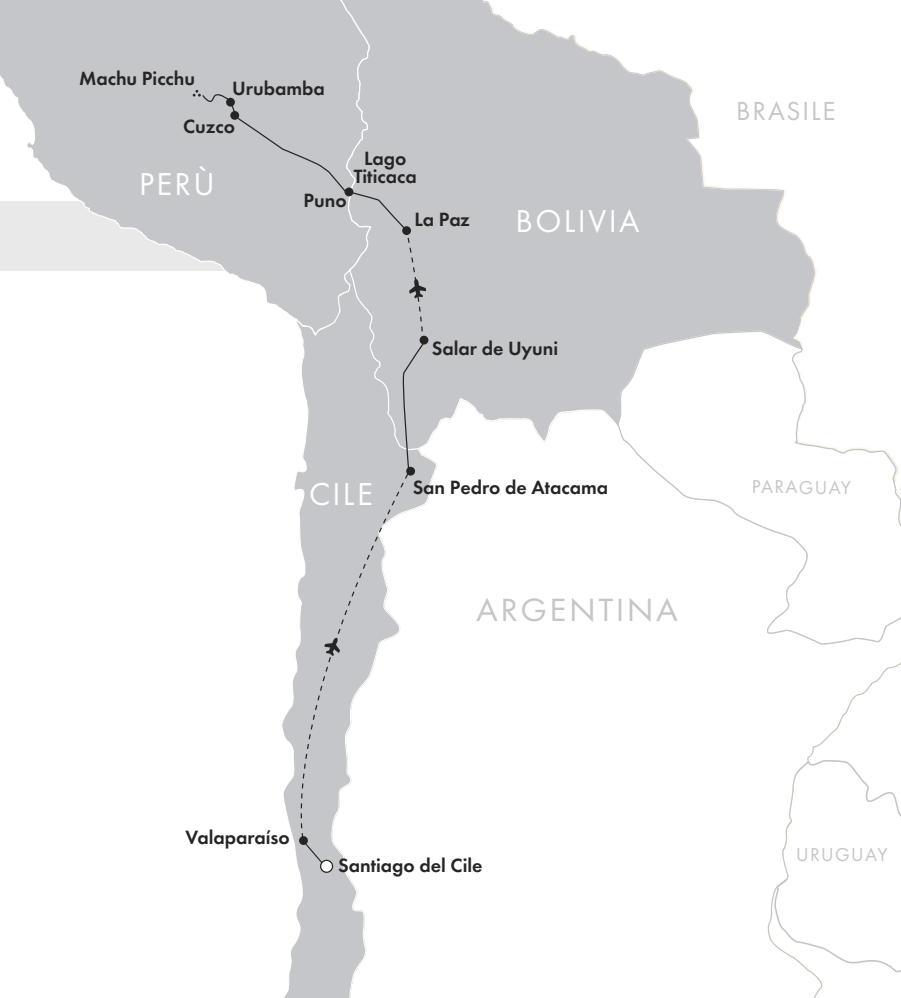 Machu Picchu
Urubamba
BRASILE
Cuzco
Lago
Titicaca
PERÙ
Puno
La Paz
BOLIVIA
Salar de Uyuni
San Pedro de Atacama
CILE
PARAGUAY
ARGENTINA
Valaparaíso
URUGUAY
Santiago del Cile